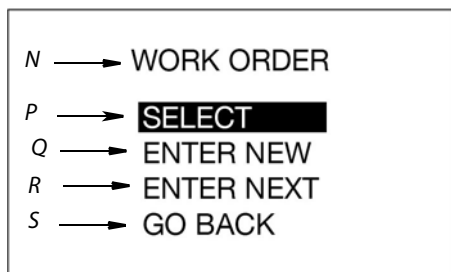 N WORK ORDER
P SELECT
Q ENTER NEW
R ENTER NEXT
S GO BACK